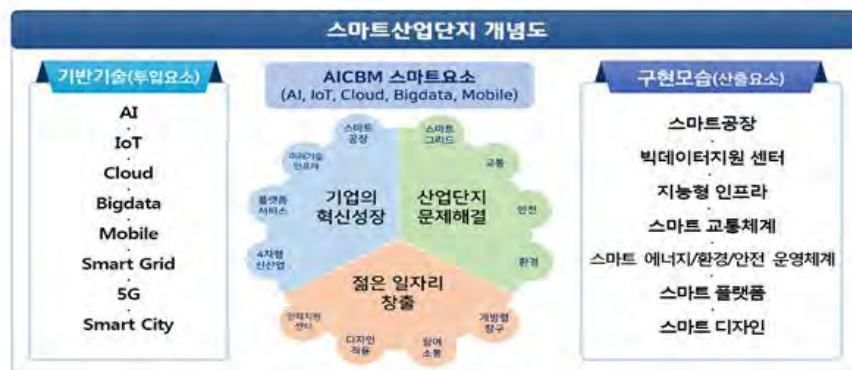 스마트산업단지 개념도
기반기술(투입요소)
AI
IoT
Cloud
Bigdata
Mobile
Smart Grid
5G
Smart City
AICBM 스마트요소
(AI, IoT, Cloud, Bigdata, Mobile)
스마트
공장
미래기술
인프라
플랫폼
서비스
4차형
신산업
기업의
혁신성장
스마트
그리드
교통
안전
환경
산업단지
문제해결
젊은 일자리
창출
인재지원
센터
디자인
적용
참여
소통
개방형
창구
구현모습(산출요소)
스마트공장
빅데이터지원 센터
지능형 인프라
스마트 교통체계
스마트 에너지/환경/안전 운영체계
스마트 플랫폼
스마트 디자인